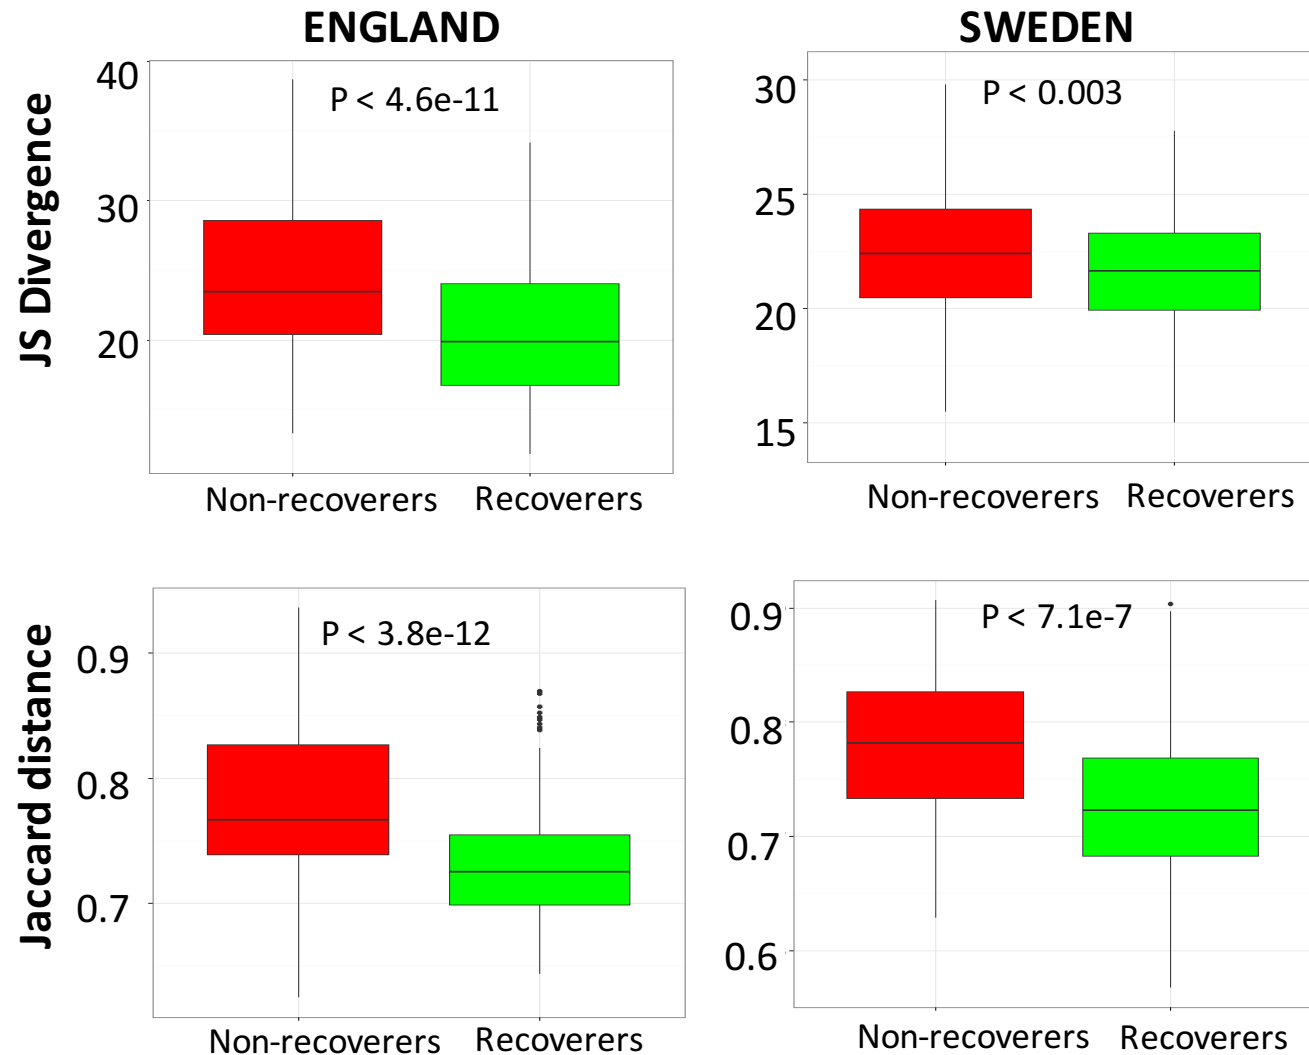 ENGLAND
SWEDEN
JS Divergence
40
30
20
P < 4.6e-11
Non-recoverers Recoverers
30
25
20
15
P < 0.003
Non-recoverers Recoverers
Jaccard distance
0.9
0.8
0.7
P < 3.8e-12
Non-recoverers Recoverers
0.9
0.8
0.7
0.6
P < 7.1e-7
Non-recoverers Recoverers